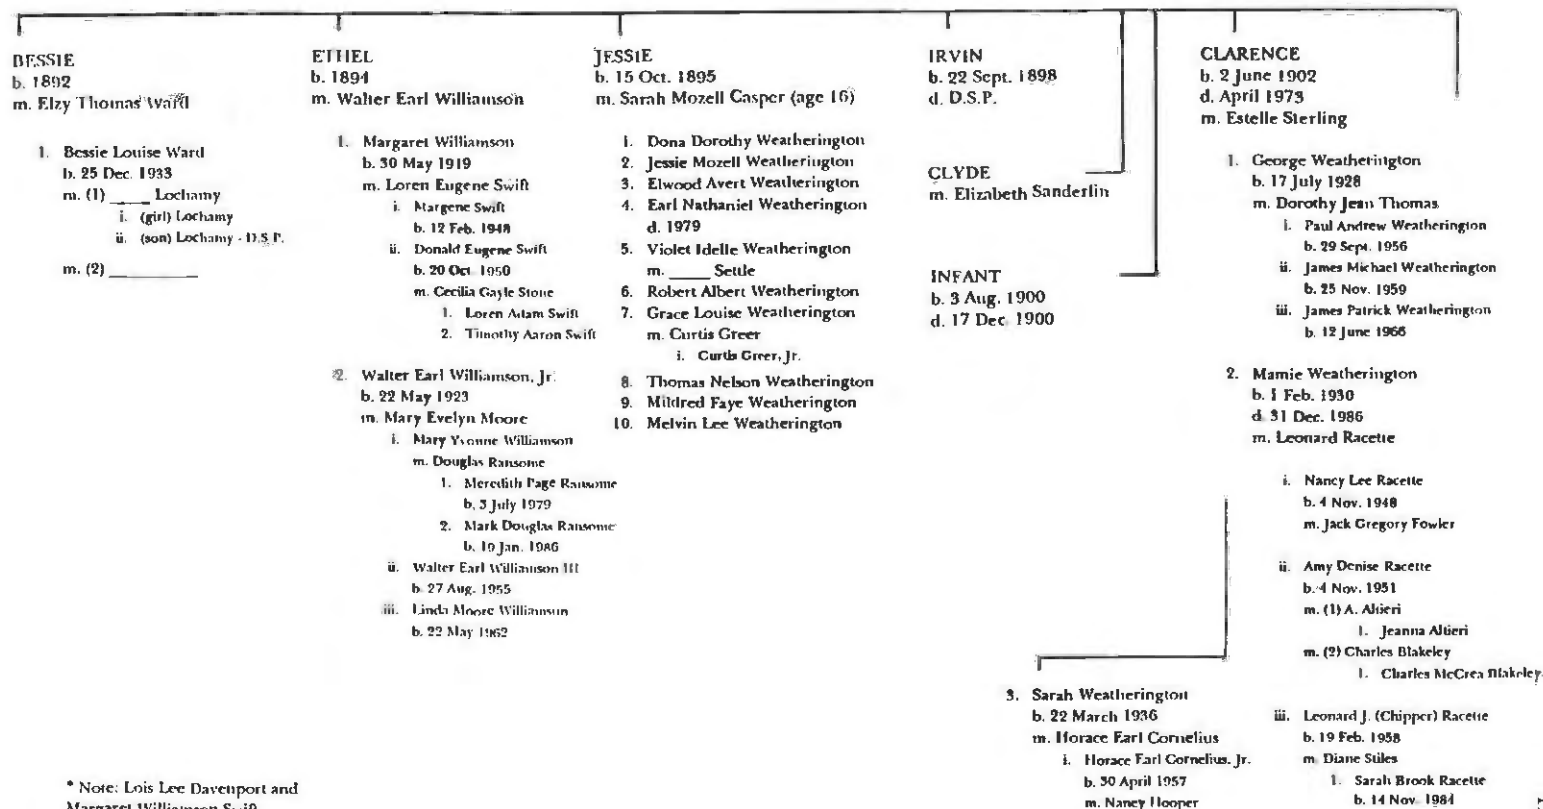 BESSIE
b. 1892
m. Elzy Thomas Ward
1. Bessie Louise Ward
b. 25 Dec. 1933
m. (1) _____ Lochamy
i. (girl) Lochamy
ii. (son) Lochamy - D.S.P.
m. (2) __________
ETHEL
b. 1894
m. Walter Earl Williamson
1. Margaret Williamson
b. 30 May 1919
m. Loren Eugene Swift
i. Margene Swift
b. 12 Feb. 1948
ii. Donald Eugene Swift
b. 20 Oct. 1950
m. Cecilia Gayle Stone
1. Loren Adam Swift
2. Timothy Aaron Swift
2. Walter Earl Williamson, Jr.
b. 22 May 1923
m. Mary Evelyn Moore
i. Mary Yvonne Williamson
m. Douglas Ransome
1. Meredith Page Ransome
b. 3 July 1979
2. Mark Douglas Ransome
b. 19 Jan. 1986
ii. Walter Earl Williamson III
b. 27 Aug. 1955
iii. Linda Moore Williamson
b. 22 May 1962
JESSIE
b. 15 Oct. 1895
m. Sarah Mozell Casper (age 16)
1. Dona Dorothy Weatherington
2. Jessie Mozell Weatherington
3. Elwood Avert Weatherington
4. Earl Nathaniel Weatherington
d. 1979
5. Violet Idelle Weatherington
m. _____ Settle
6. Robert Albert Weatherington
7. Grace Louise Weatherington
m. Curtis Greer
i. Curtis Greer, Jr.
8. Thomas Nelson Weatherington
9. Mildred Faye Weatherington
10. Melvin Lee Weatherington
IRVIN
b. 22 Sept. 1898
d. D.S.P.
CLYDE
m. Elizabeth Sanderlin
INFANT
b. 3 Aug. 1900
d. 17 Dec. 1900
CLARENCE
b. 2 June 1902
d. April 1973
m. Estelle Sterling
1. George Weatherington
b. 17 July 1928
m. Dorothy Jean Thomas
i. Paul Andrew Weatherington
b. 29 Sept. 1956
ii. James Michael Weatherington
b. 25 Nov. 1959
iii. James Patrick Weatherington
b. 12 June 1966
2. Mamie Weatherington
b. 1 Feb. 1930
d. 31 Dec. 1986
m. Leonard Racette
i. Nancy Lee Racette
b. 4 Nov. 1948
m. Jack Gregory Fowler
ii. Amy Denise Racette
b. 4 Nov. 1951
m. (1) A. Altieri
1. Jeanna Altieri
m. (2) Charles Blakeley
1. Charles McCrea Blakeley
iii. Leonard J. (Chipper) Racette
b. 19 Feb. 1958
m. Diane Stiles
1. Sarah Brook Racette
b. 14 Nov. 1984
3. Sarah Weatherington
b. 22 March 1936
m. Horace Earl Cornelius
i. Horace Earl Cornelius, Jr.
b. 30 April 1957
m. Nancy Hooper
* Note: Lois Lee Davenport and
Margaret Williamson Swift